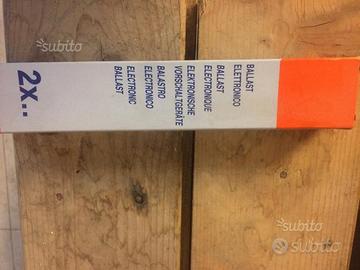 BALLAST
ELETTRONICO
BALLAST
ELECTRONIQUE
ELEKTRONISCHE
VORSCHALTGERÄTE
BALASTRO
ELECTRONICO
ELECTRONIC
BALLAST
2x..
subito
subito
subito